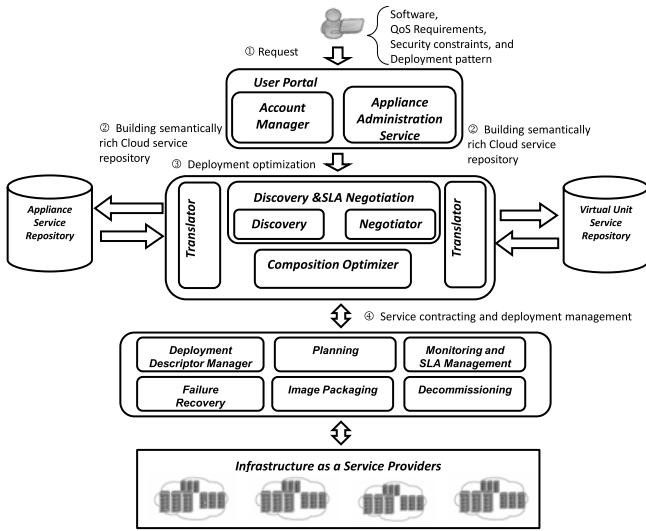 Software,
QoS Requirements,
Security constraints, and
Deployment pattern
① Request
User Portal
Account
Manager
Appliance
Administration
Service
② Building semantically
rich Cloud service
repository
② Building semantically
rich Cloud service
repository
③ Deployment optimization
Appliance
Service
Repository
Translator
Discovery &SLA Negotiation
Discovery
Negotiator
Composition Optimizer
Translator
Virtual Unit
Service
Repository
④ Service contracting and deployment management
Deployment
Descriptor Manager
Planning
Monitoring and
SLA Management
Failure
Recovery
Image Packaging
Decommissioning
Infrastructure as a Service Providers